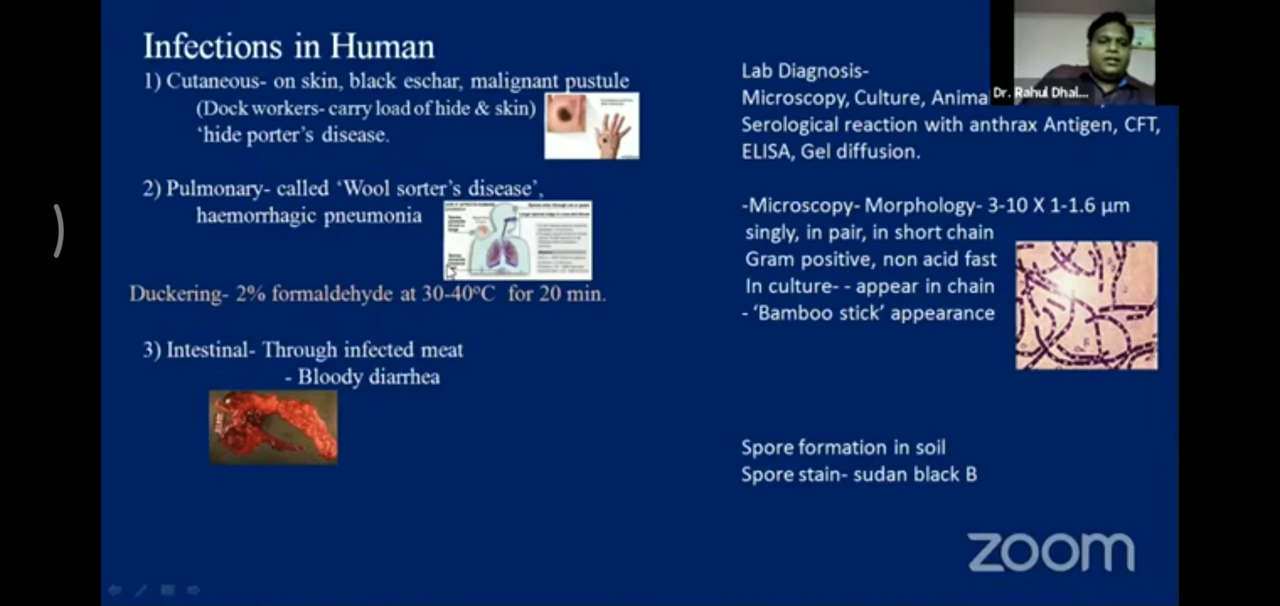 Infections in Human
1) Cutaneous- on skin, black eschar, malignant pustule
(Dock workers- carry load of hide & skin)
‘hide porter’s disease.
2) Pulmonary- called ‘Wool sorter’s disease’,
haemorrhagic pneumonia
Duckering- 2% formaldehyde at 30-40ºC for 20 min.
3) Intestinal- Through infected meat
- Bloody diarrhea
Dr. Rahul Dhal...
Lab Diagnosis-
Microscopy, Culture, Anima
Serological reaction with anthrax Antigen, CFT,
ELISA, Gel diffusion.
-Microscopy- Morphology- 3-10 X 1-1.6 µm
singly, in pair, in short chain
Gram positive, non acid fast
In culture- - appear in chain
- ‘Bamboo stick’ appearance
Spore formation in soil
Spore stain- sudan black B
zoom